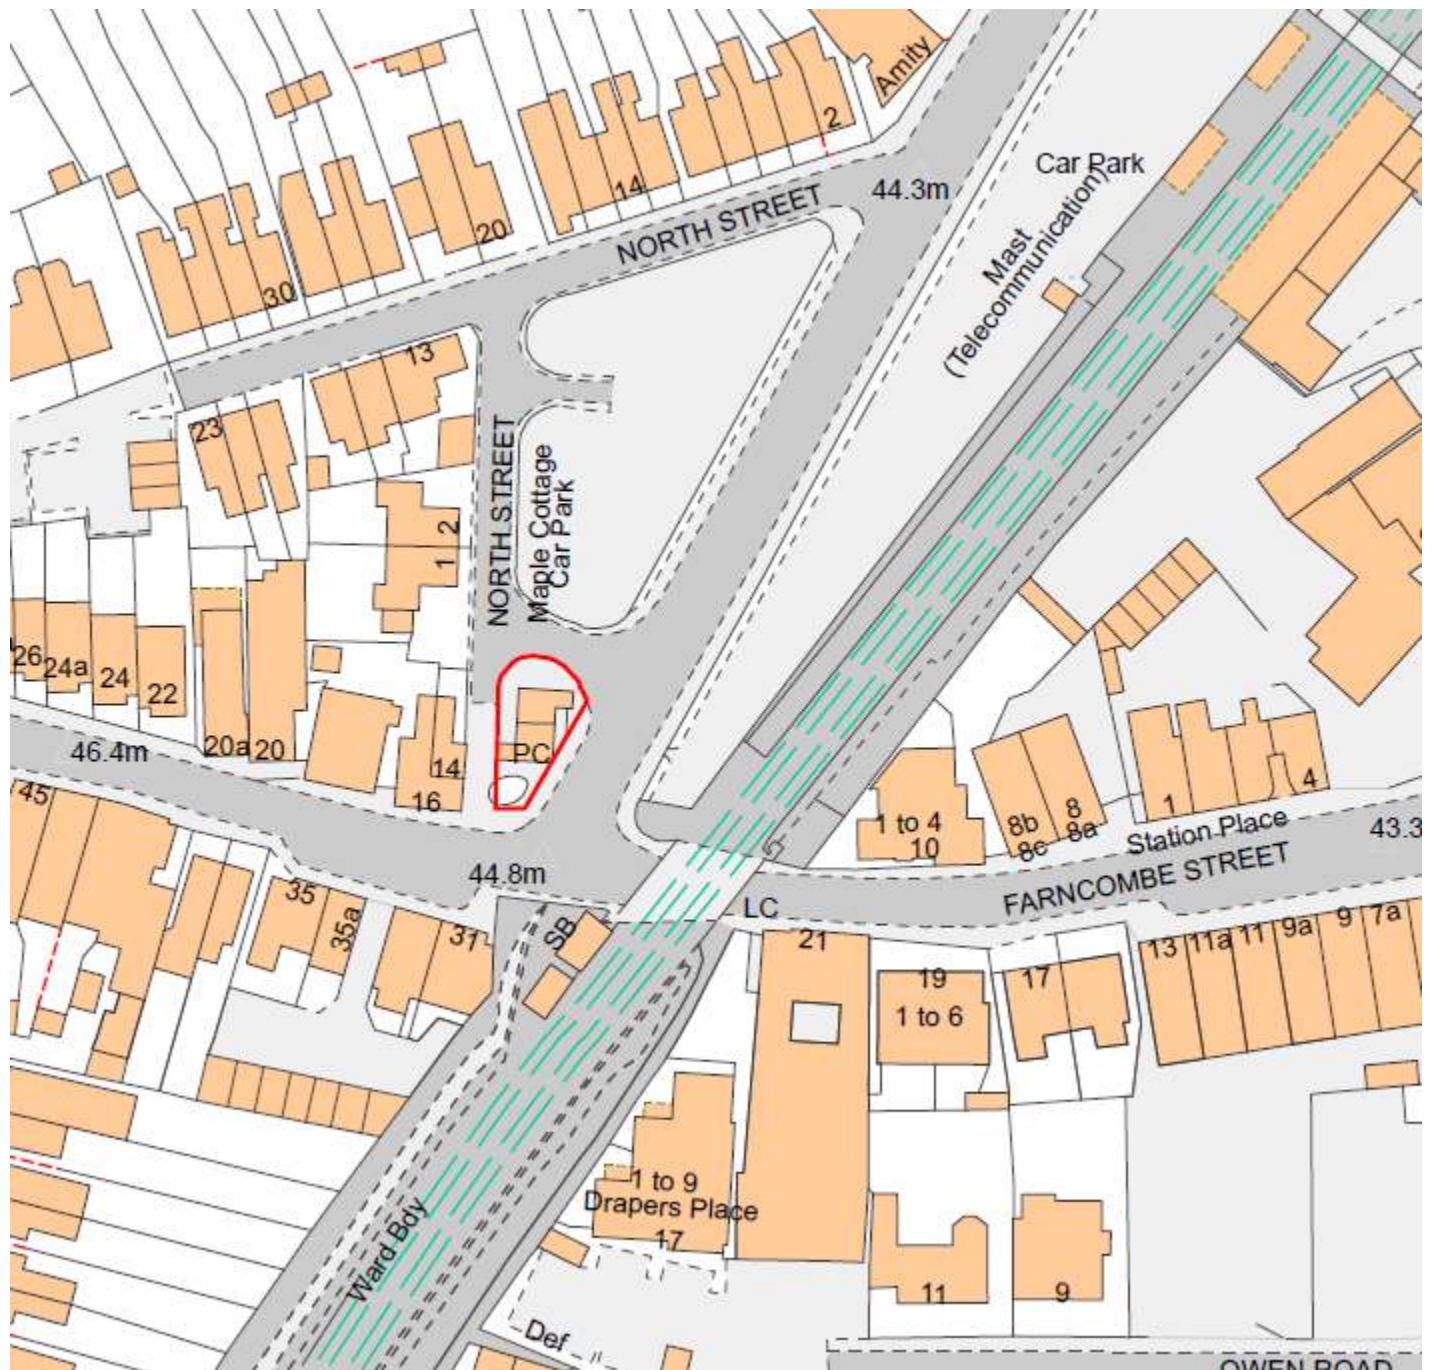 Amity
2
Car Park
14
44.3m
Mast
(Telecommunication)
20
NORTH STREET
30
13
23
NORTH STREET
Maple Cottage
Car Park
2
1
26
24a
24
22
20a
20
46.4m
PC
14
16
45
1 to 4
10
8b
8c
8
8a
1
4
Station Place
43.3
FARNCOMBE STREET
44.8m
LC
35
35a
31
SB
21
19
1 to 6
17
13
11a
11
9a
9
7a
1 to 9
Drapers Place
17
Ward Bdy
11
9
Def
OWEN ROAD